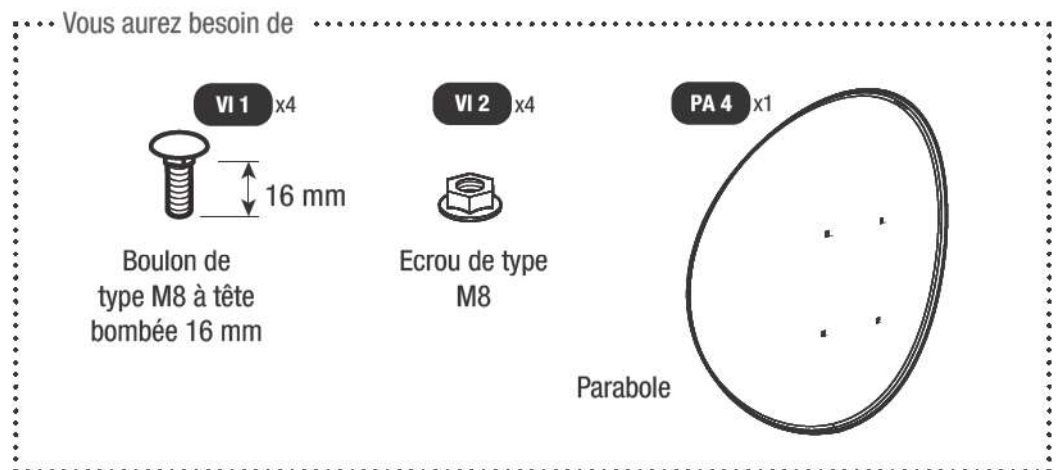 Vous aurez besoin de
VI 1 x4
16 mm
Boulon de
type M8 à tête
bombée 16 mm
VI 2 x4
Ecrou de type
M8
PA 4 x1
Parabole